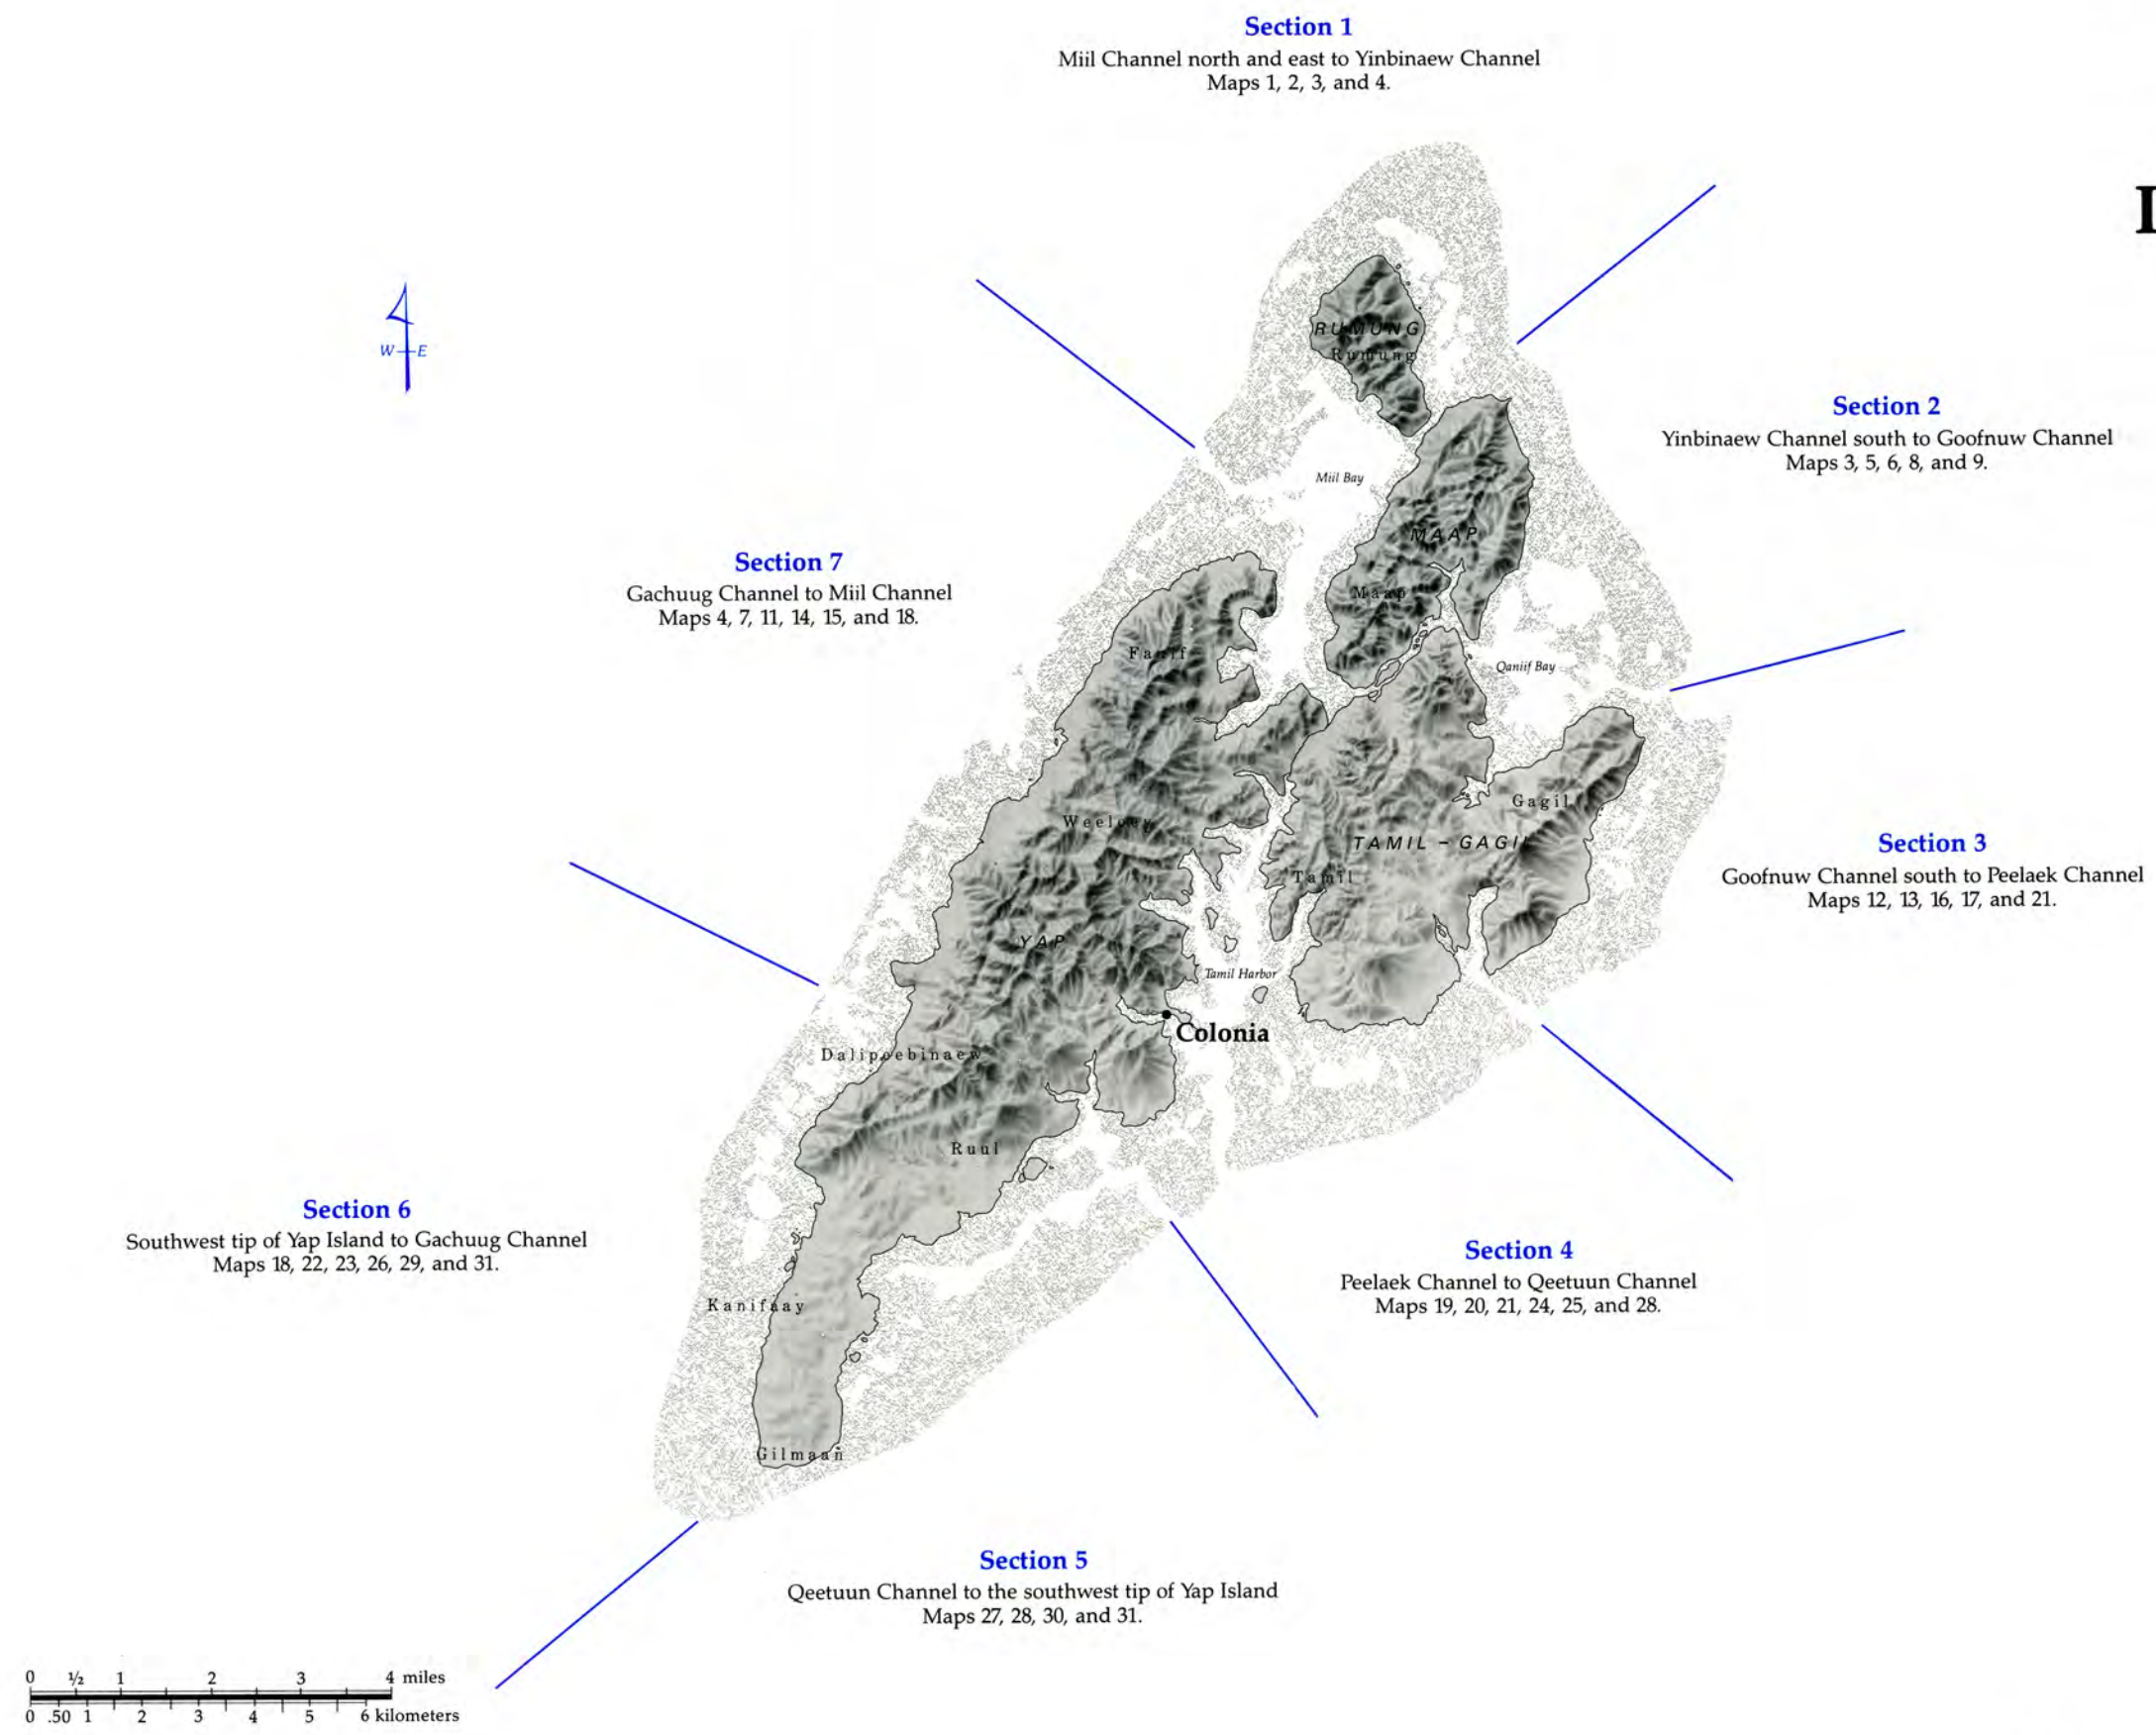 Section 1
Miil Channel north and east to Yinbinaew Channel
Maps 1, 2, 3, and 4.
I
W E
RUMUNG
Rumung
Section 2
Yinbinaew Channel south to Goofnuw Channel
Maps 3, 5, 6, 8, and 9.
Miil Bay
MAAP
Section 7
Gachuug Channel to Miil Channel
Maps 4, 7, 11, 14, 15, and 18.
Maap
Fanif
Qaniif Bay
Gagil
Weeloey
TAMIL - GAGIL
Section 3
Goofnuw Channel south to Peelaek Channel
Maps 12, 13, 16, 17, and 21.
Tamil
YAP
Tamil Harbor
Colonia
Dalipeebinaew
Ruul
Section 6
Southwest tip of Yap Island to Gachuug Channel
Maps 18, 22, 23, 26, 29, and 31.
Section 4
Peelaek Channel to Qeetuun Channel
Maps 19, 20, 21, 24, 25, and 28.
Kanifaay
Gilmaan
Section 5
Qeetuun Channel to the southwest tip of Yap Island
Maps 27, 28, 30, and 31.
0 ½ 1 2 3 4 miles
0 .50 1 2 3 4 5 6 kilometers